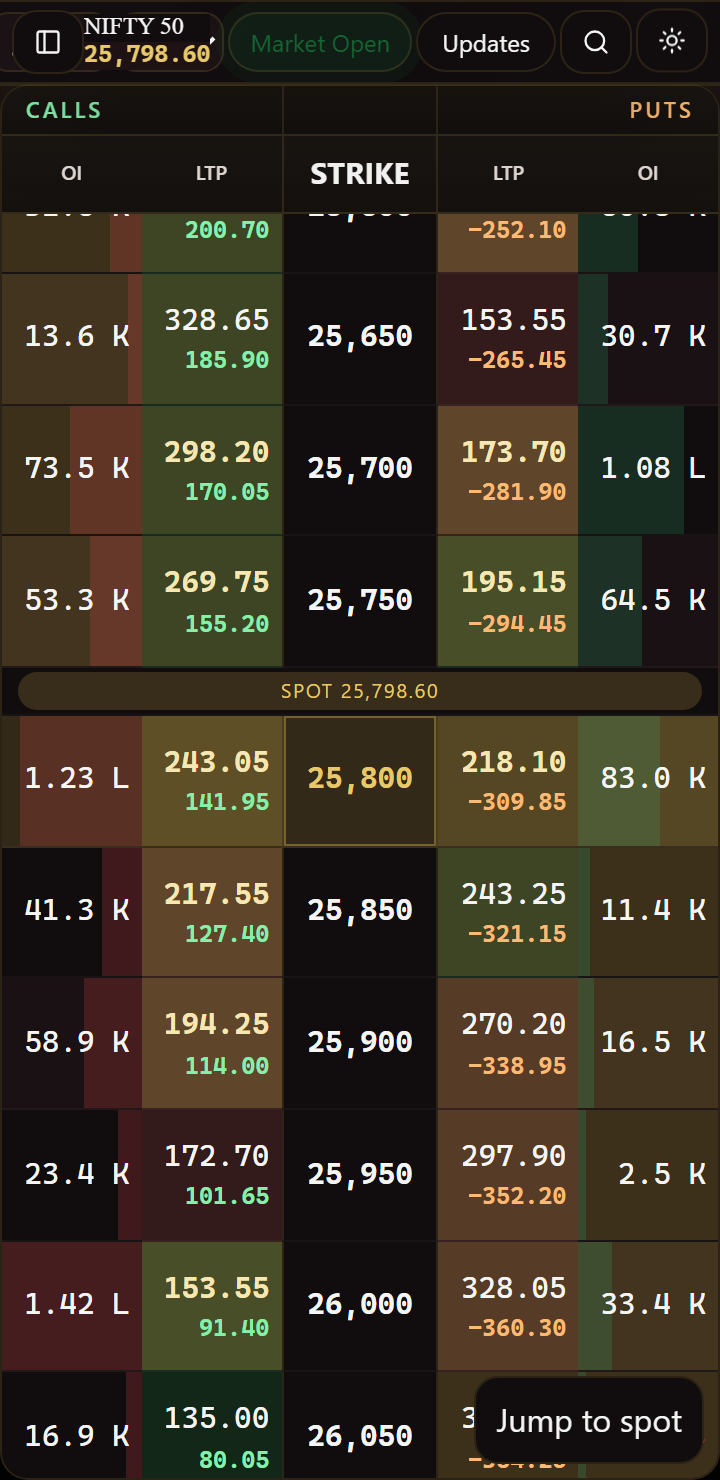 NIFTY 50
25,798.60
Market Open
Updates
CALLS
PUTS
OI
LTP
STRIKE
LTP
OI
200.70
−252.10
13.6 K
328.65
185.90
25,650
153.55
−265.45
30.7 K
73.5 K
298.20
170.05
25,700
173.70
−281.90
1.08 L
53.3 K
269.75
155.20
25,750
195.15
−294.45
64.5 K
SPOT 25,798.60
1.23 L
243.05
141.95
25,800
218.10
−309.85
83.0 K
41.3 K
217.55
127.40
25,850
243.25
−321.15
11.4 K
58.9 K
194.25
114.00
25,900
270.20
−338.95
16.5 K
23.4 K
172.70
101.65
25,950
297.90
−352.20
2.5 K
1.42 L
153.55
91.40
26,000
328.05
−360.30
33.4 K
16.9 K
135.00
80.05
26,050
Jump to spot